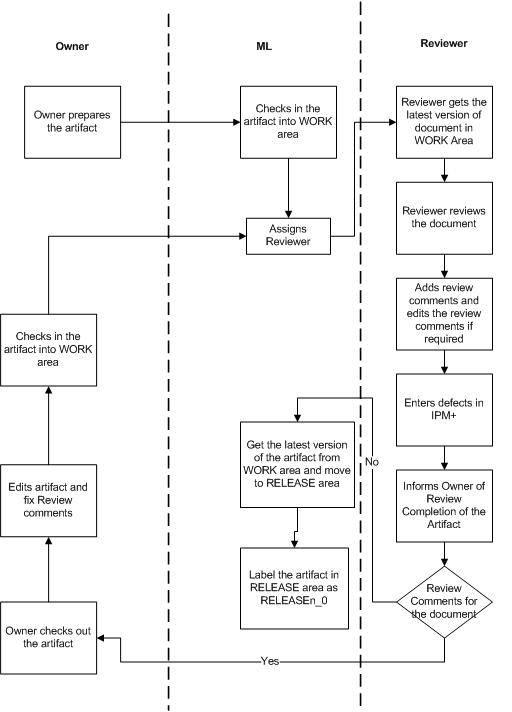 Owner
ML
Reviewer
Owner prepares
the artifact
Checks in the
artifact into WORK
area
Reviewer gets the
latest version of
document in
WORK Area
Assigns
Reviewer
Reviewer reviews
the document
Adds review
comments and
edits the review
comments if
required
Checks in the
artifact into WORK
area
Enters defects in
IPM+
Get the latest version
of the artifact from
WORK area and move
to RELEASE area
No
Edits artifact and
fix Review
comments
Informs Owner of
Review
Completion of the
Artifact
Label the artifact in
RELEASE area as
RELEASEn_0
Review
Comments for
the document
Owner checks out
the artifact
Yes